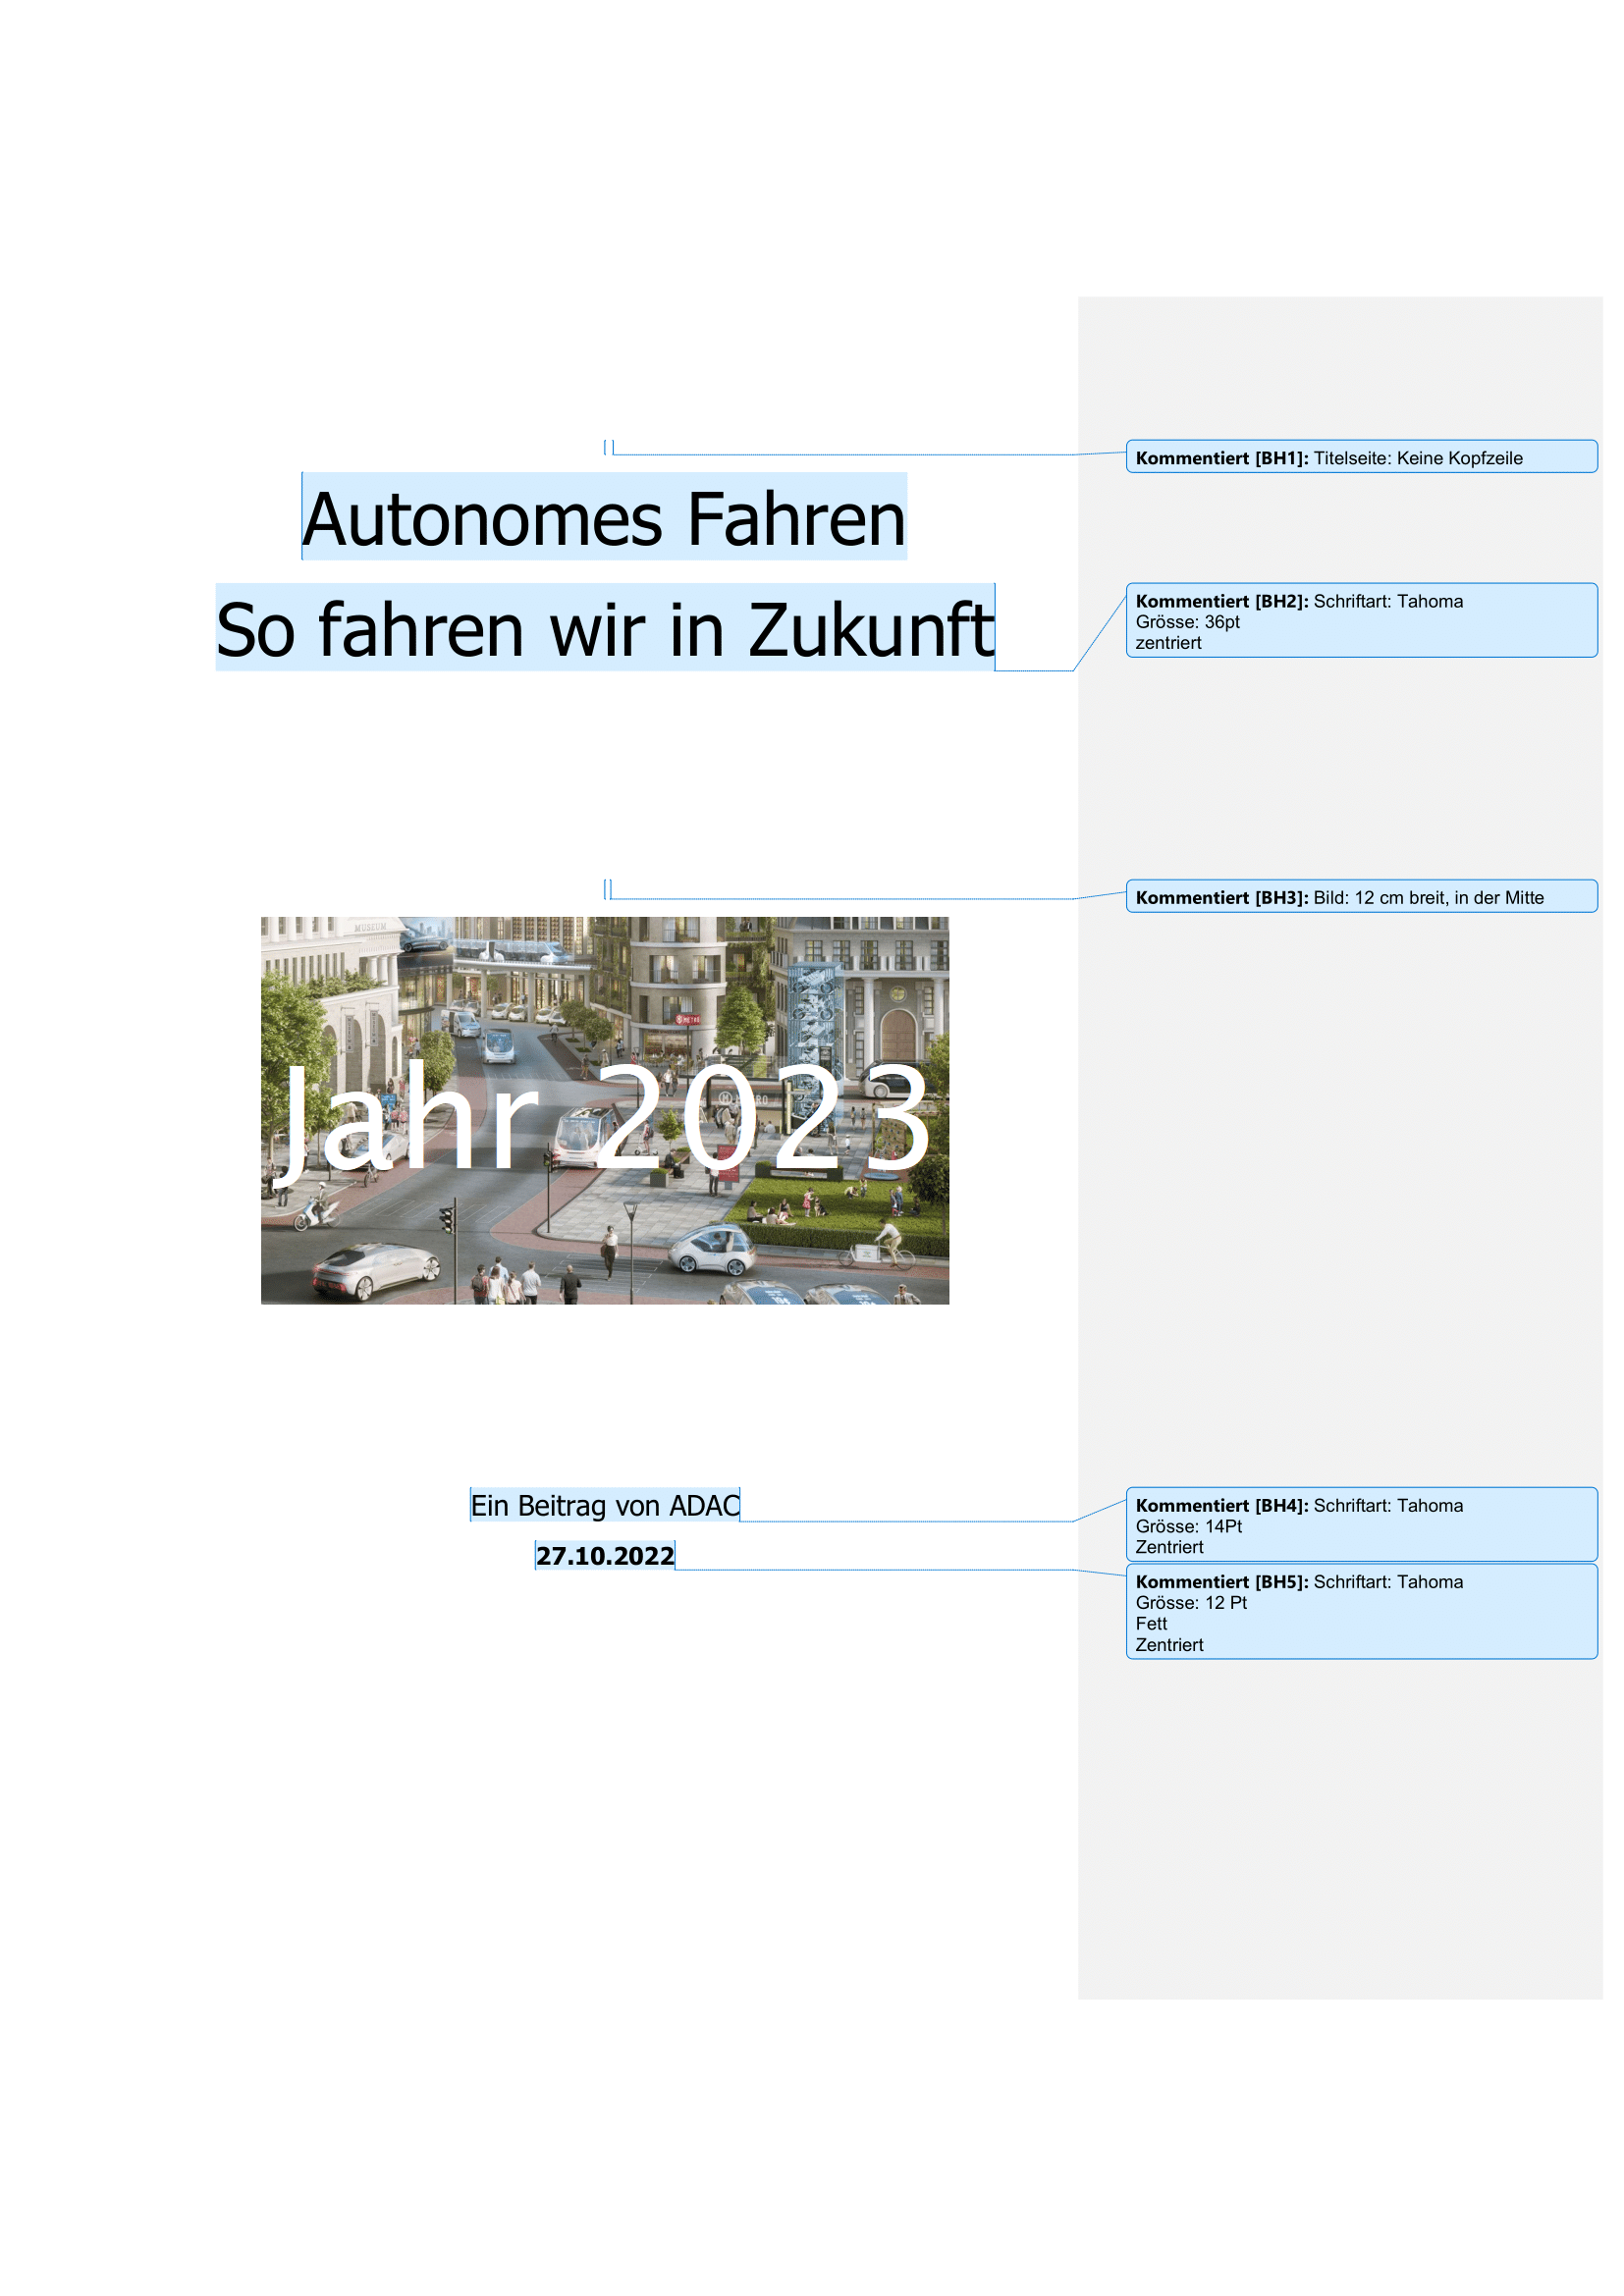 Kommentiert [BH1]: Titelseite: Keine Kopfzeile
Autonomes Fahren
So fahren wir in Zukunft
Kommentiert [BH2]: Schriftart: Tahoma
Grösse: 36pt
zentriert
Kommentiert [BH3]: Bild: 12 cm breit, in der Mitte
MUSEUM
METRO
Jahr 2023
Ein Beitrag von ADAC
Kommentiert [BH4]: Schriftart: Tahoma
Grösse: 14Pt
Zentriert
27.10.2022
Kommentiert [BH5]: Schriftart: Tahoma
Grösse: 12 Pt
Fett
Zentriert